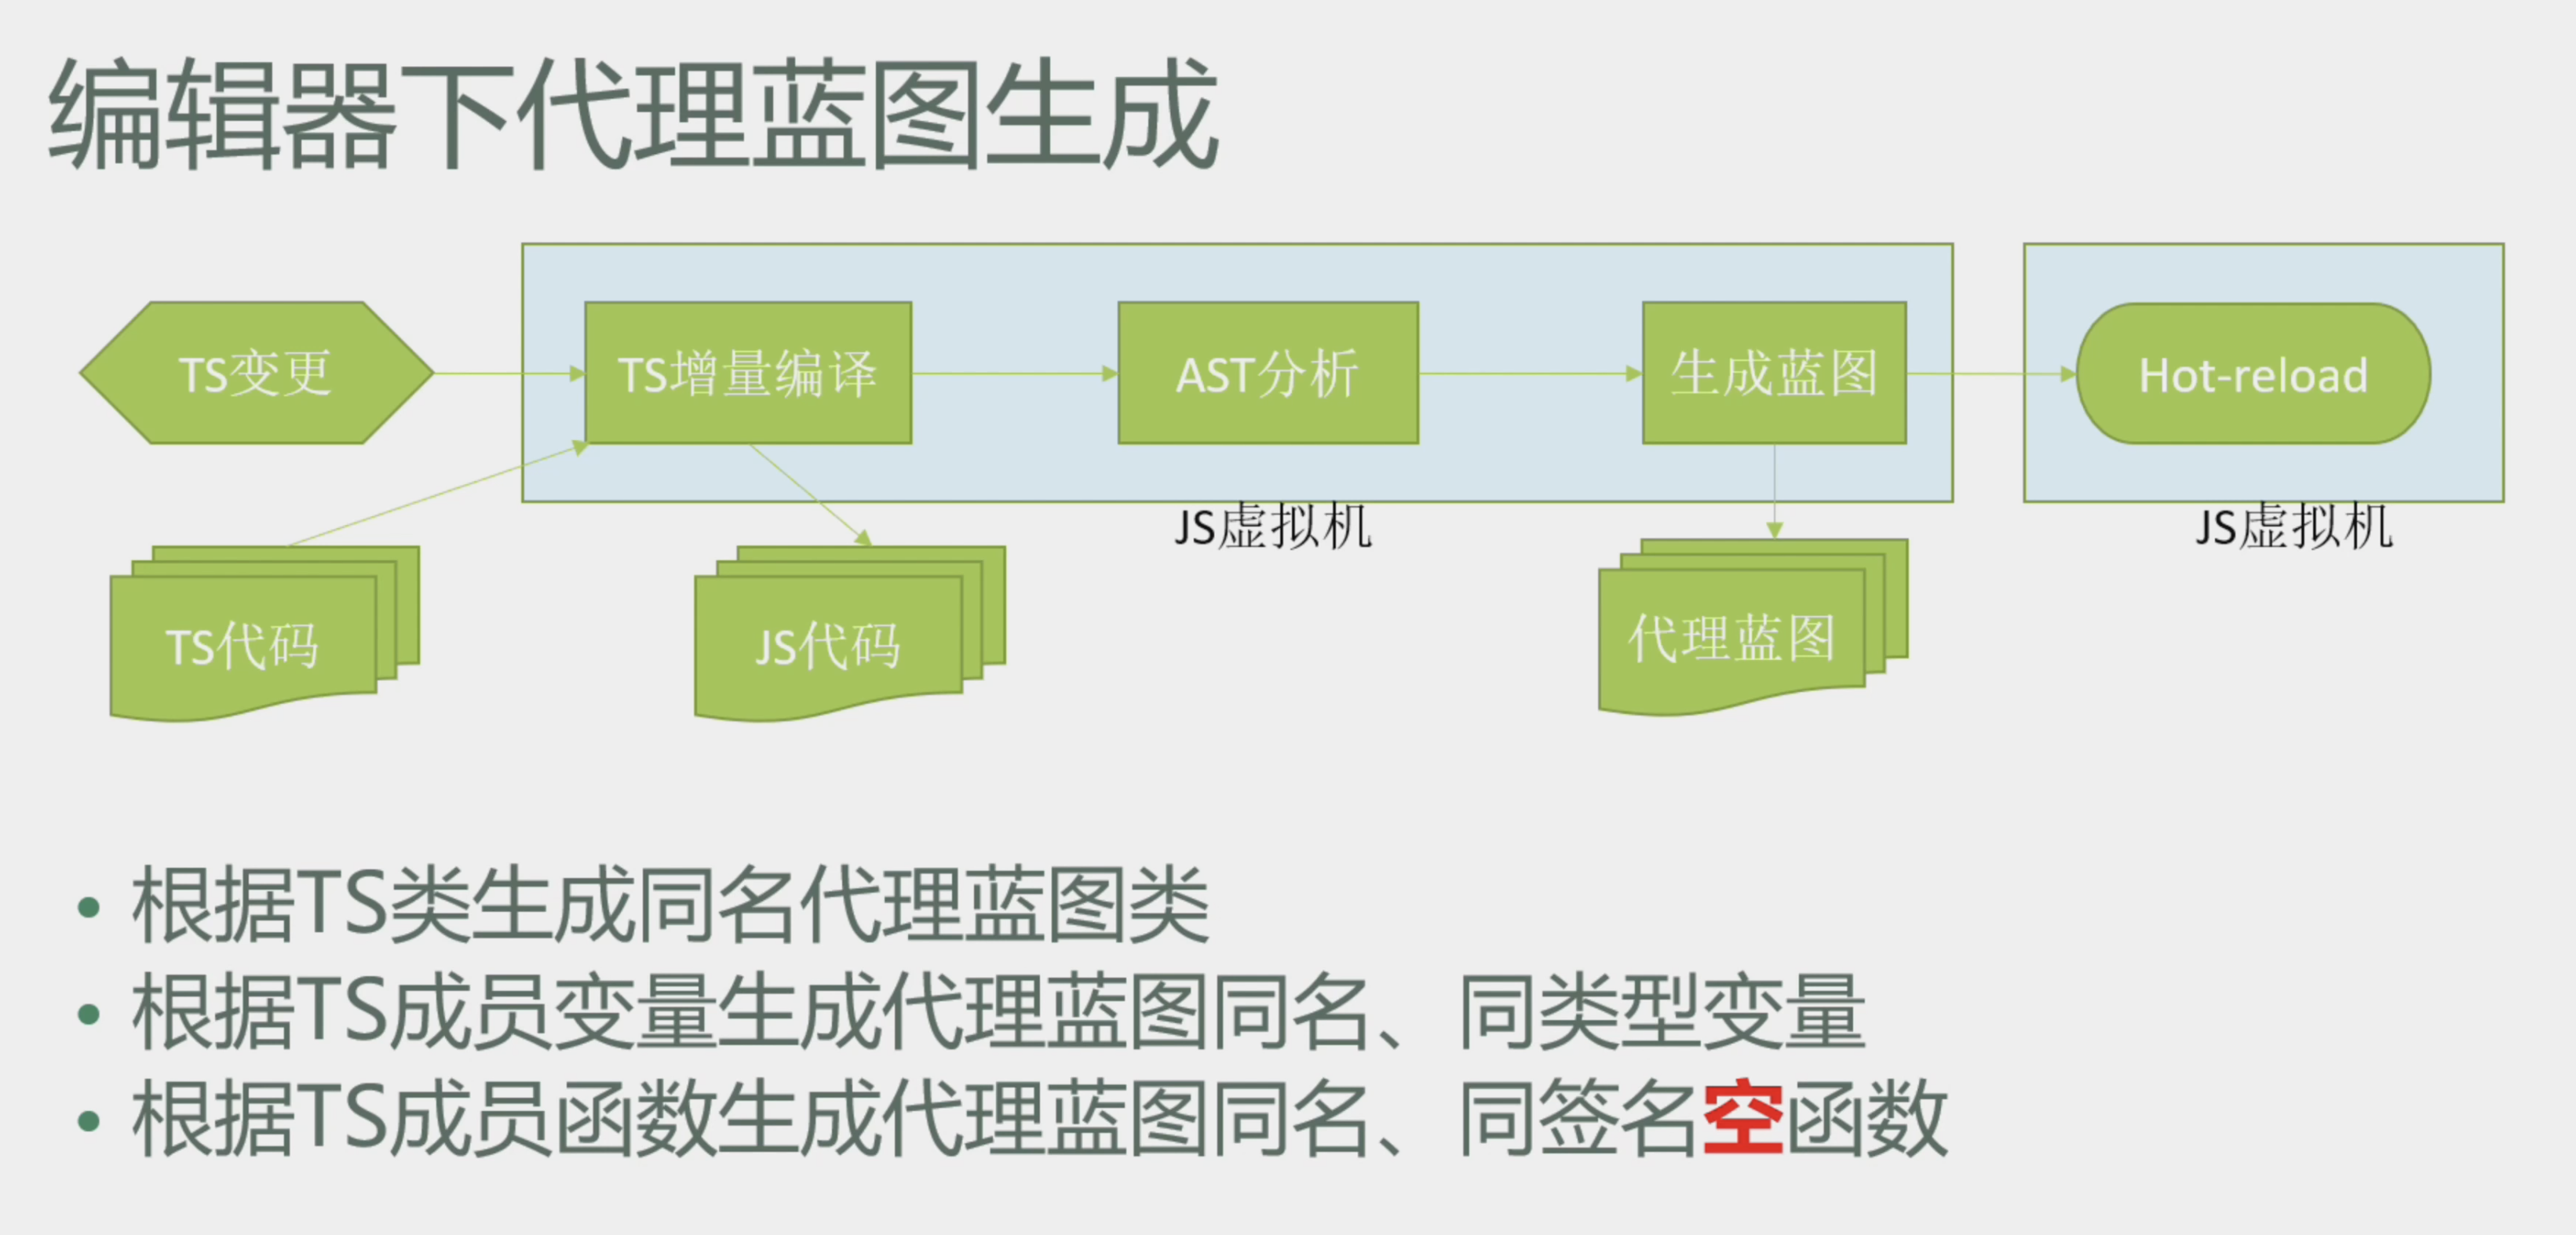 编辑器下代理蓝图生成
TS变更
TS增量编译
AST分析
生成蓝图
Hot-reload
JS虚拟机
JS虚拟机
TS代码
JS代码
代理蓝图
• 根据TS类生成同名代理蓝图类
• 根据TS成员变量生成代理蓝图同名、同类型变量
• 根据TS成员函数生成代理蓝图同名、同签名空函数